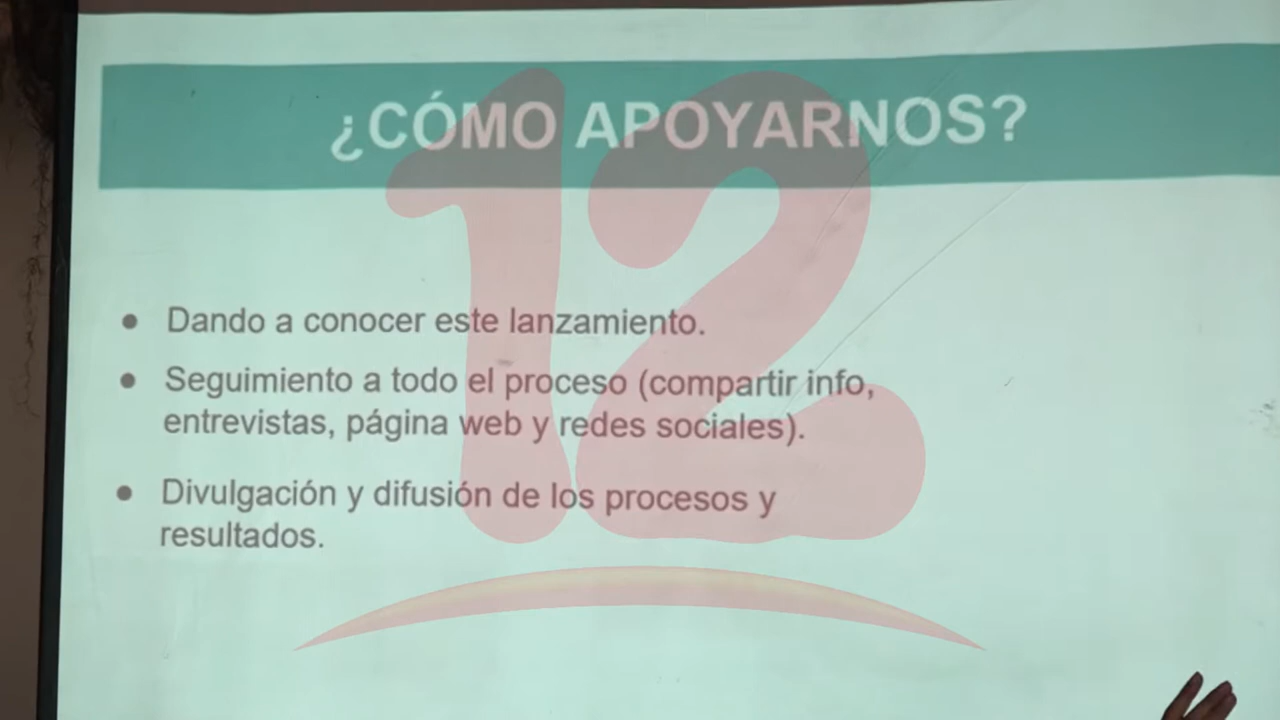 ¿CÓMO APOYARNOS?
● Dando a conocer este lanzamiento.
● Seguimiento a todo el proceso (compartir info,
entrevistas, página web y redes sociales).
● Divulgación y difusión de los procesos y
resultados.
12